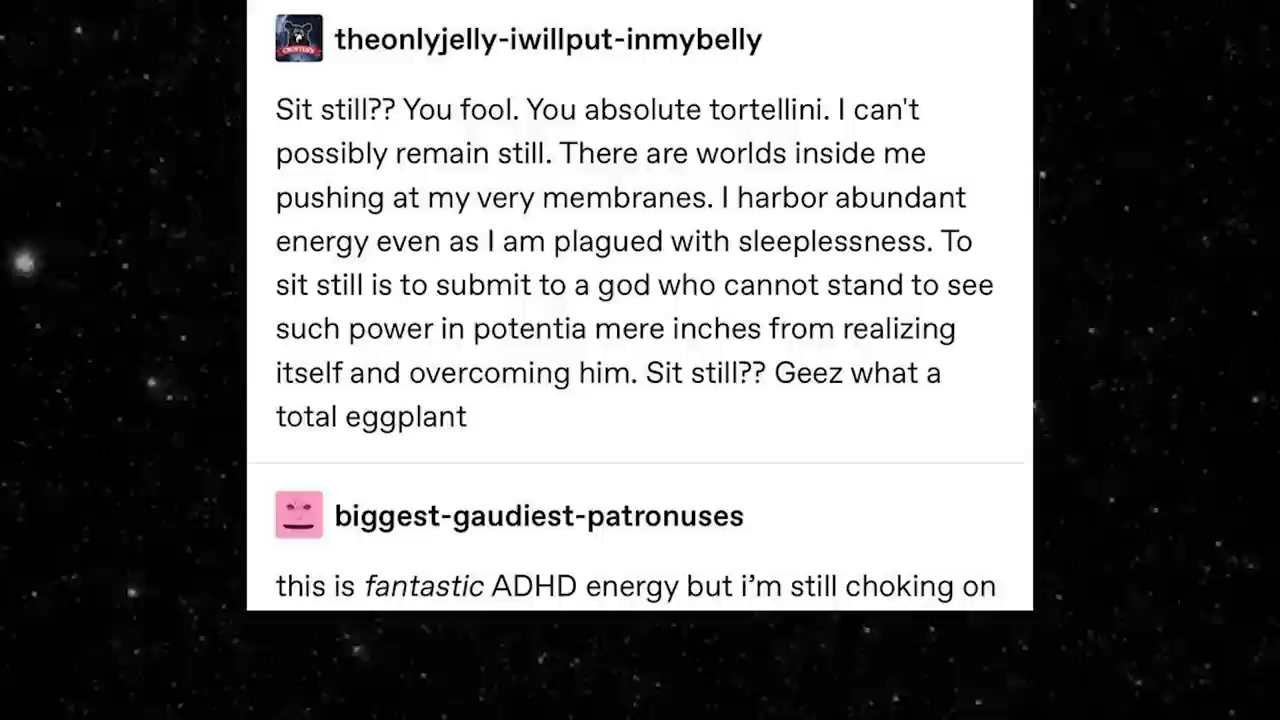 theonlyjelly-iwillput-inmybelly
Sit still?? You fool. You absolute tortellini. I can't
possibly remain still. There are worlds inside me
pushing at my very membranes. I harbor abundant
energy even as I am plagued with sleeplessness. To
sit still is to submit to a god who cannot stand to see
such power in potentia mere inches from realizing
itself and overcoming him. Sit still?? Geez what a
total eggplant
biggest-gaudiest-patronuses
this is fantastic ADHD energy but i’m still choking on